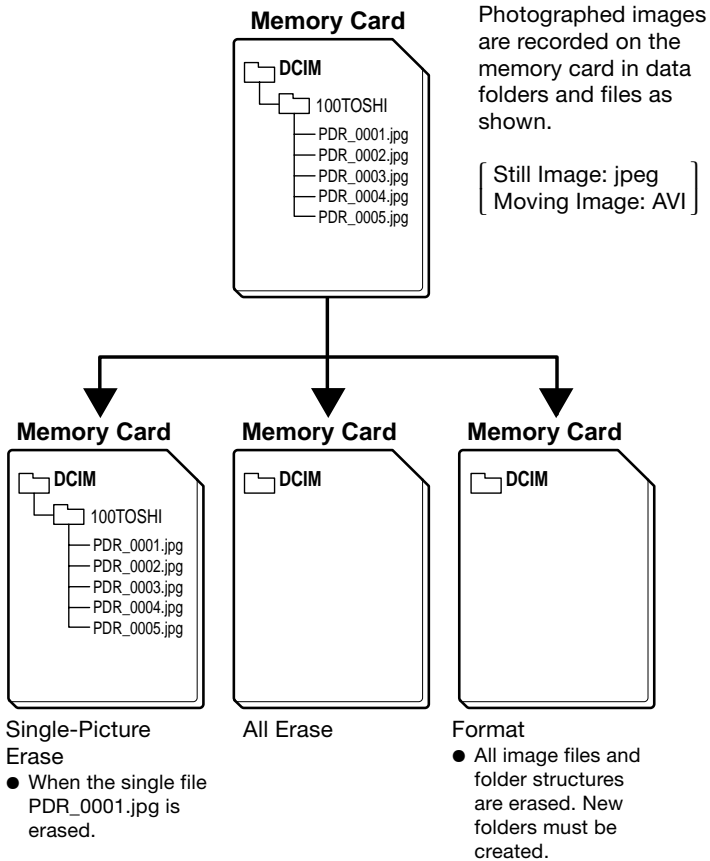 Memory Card
DCIM
100TOSHI
PDR_0001.jpg
PDR_0002.jpg
PDR_0003.jpg
PDR_0004.jpg
PDR_0005.jpg
Photographed images
are recorded on the
memory card in data
folders and files as
shown.
Still Image: jpeg
Moving Image: AVI
Memory Card
DCIM
100TOSHI
PDR_0001.jpg
PDR_0002.jpg
PDR_0003.jpg
PDR_0004.jpg
PDR_0005.jpg
Single-Picture
Erase
● When the single file
PDR_0001.jpg is
erased.
Memory Card
DCIM
All Erase
Memory Card
DCIM
Format
● All image files and
folder structures
are erased. New
folders must be
created.